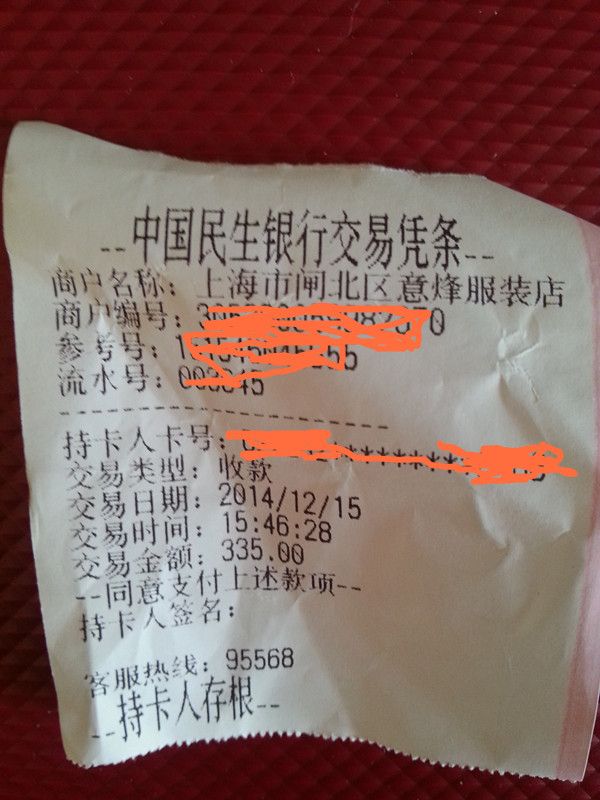 --中国民生银行交易凭条--
商户名称：上海市闸北区意烽服装店
商户编号：
参考号：
流水号：
持卡人卡号：
交易类型：收款
交易日期：2014/12/15
交易时间：15:46:28
交易金额：335.00
--同意支付上述款项--
持卡人签名：
客服热线：95568
--持卡人存根--